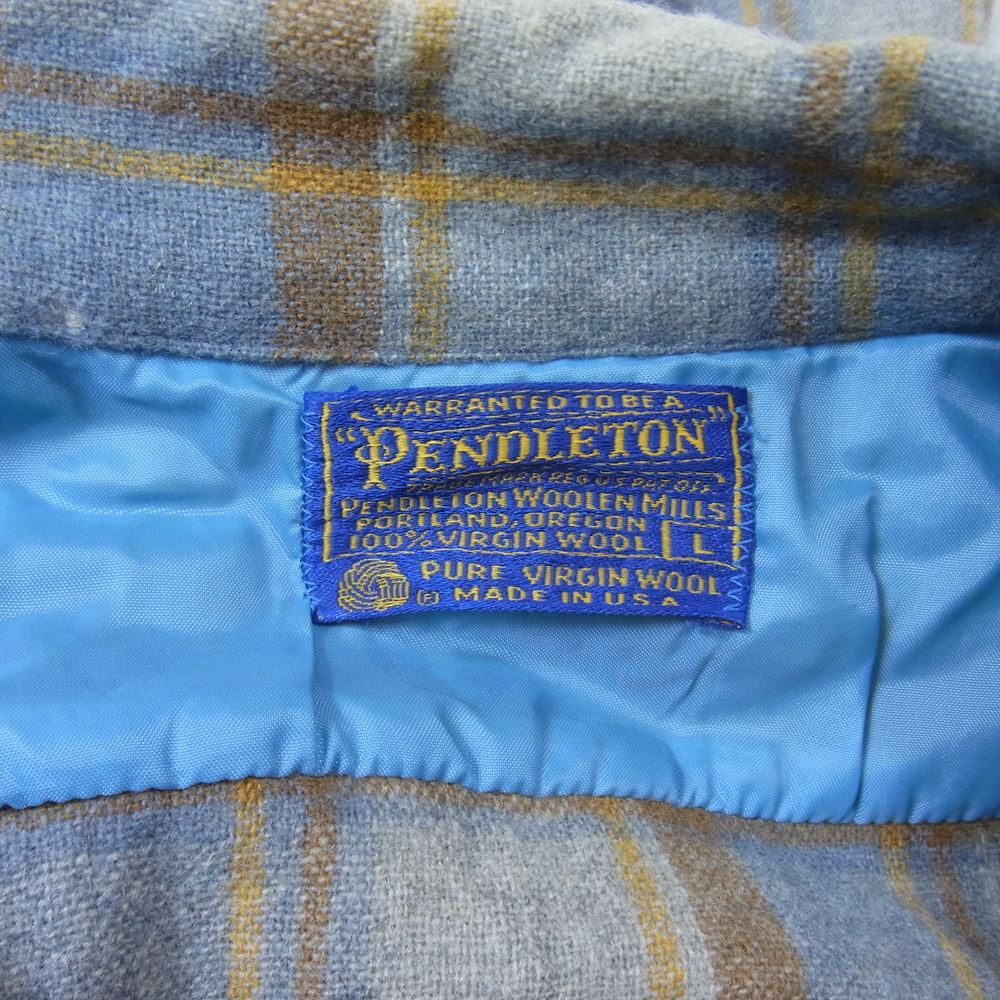 WARRANTED TO BE A
"PENDLETON"
TRADE MARK REG U.S. PAT. OFF.
PENDLETON WOOLEN MILLS
PORTLAND, OREGON
100% VIRGIN WOOL L
PURE VIRGIN WOOL
(F) MADE IN U.S.A